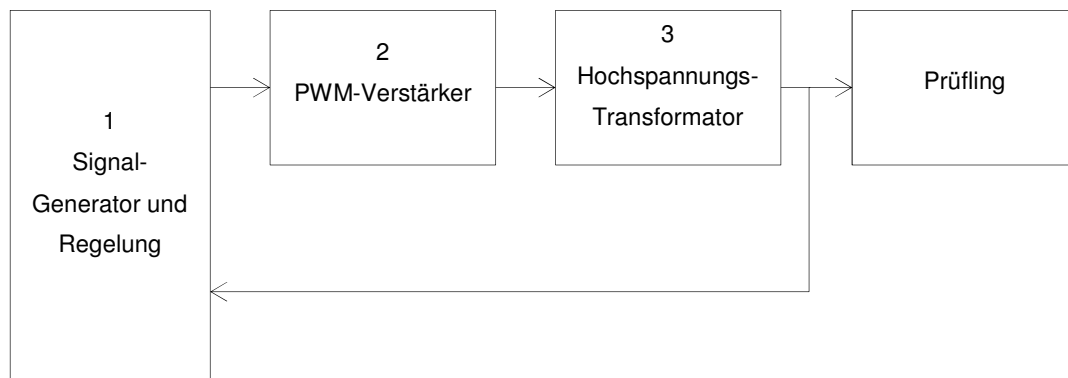 1
Signal-
Generator und
Regelung
2
PWM-Verstärker
3
Hochspannungs-
Transformator
Prüfling